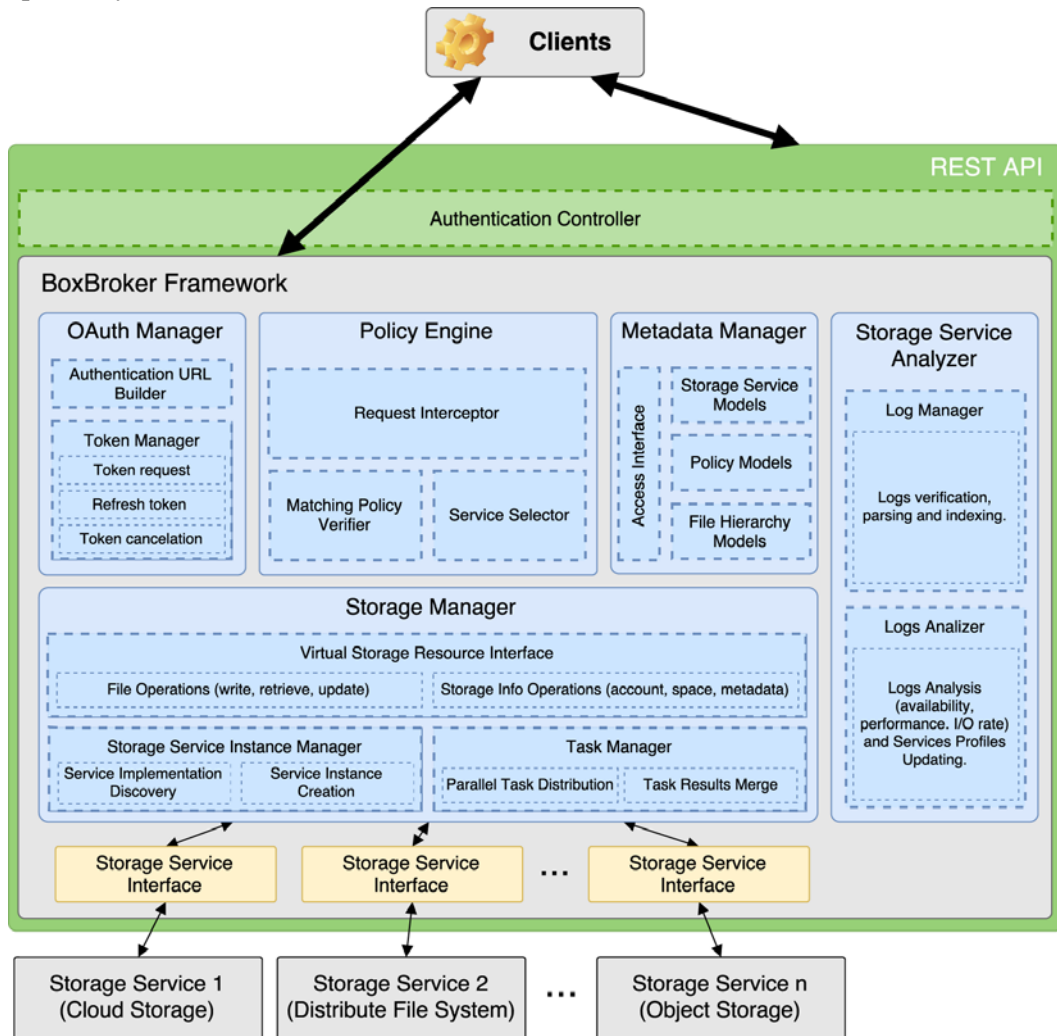 Clients
REST API
Authentication Controller
BoxBroker Framework
OAuth Manager
Authentication URL
Builder
Token Manager
Token request
Refresh token
Token cancelation
Policy Engine
Request Interceptor
Matching Policy
Verifier
Service Selector
Metadata Manager
Access Interface
Storage Service
Models
Policy Models
File Hierarchy
Models
Storage Service
Analyzer
Log Manager
Logs verification,
parsing and indexing.
Logs Analizer
Logs Analysis
(availability,
performance. I/O rate)
and Services Profiles
Updating.
Storage Manager
Virtual Storage Resource Interface
File Operations (write, retrieve, update)
Storage Info Operations (account, space, metadata)
Storage Service Instance Manager
Service Implementation
Discovery
Service Instance
Creation
Task Manager
Parallel Task Distribution
Task Results Merge
Storage Service
Interface
Storage Service
Interface
...
Storage Service
Interface
Storage Service 1
(Cloud Storage)
Storage Service 2
(Distribute File System)
...
Storage Service n
(Object Storage)